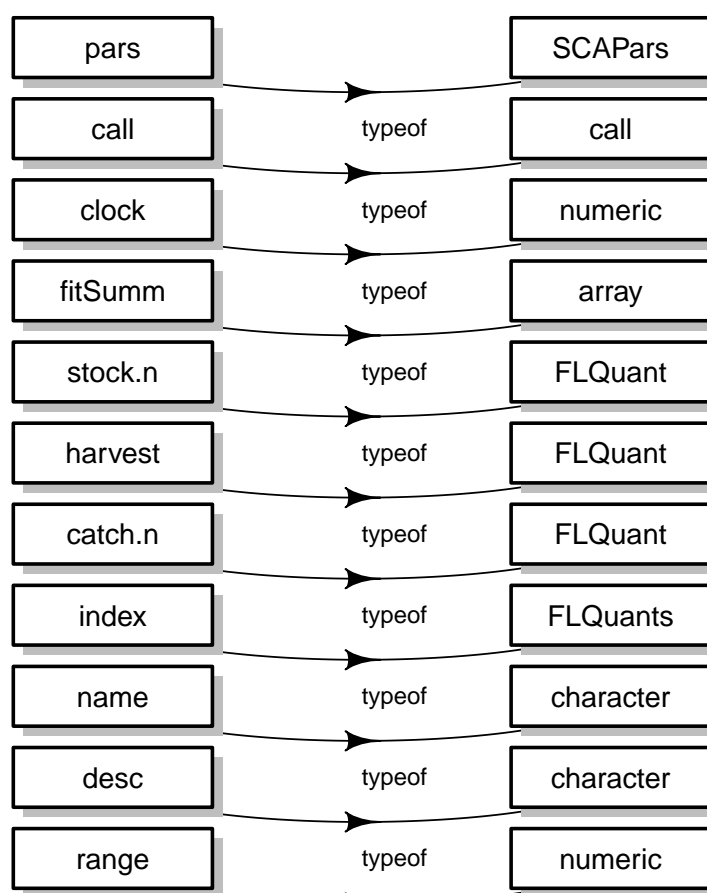 pars SCAPars
call typeof call
clock typeof numeric
fitSumm typeof array
stock.n typeof FLQuant
harvest typeof FLQuant
catch.n typeof FLQuant
index typeof FLQuants
name typeof character
desc typeof character
range typeof numeric